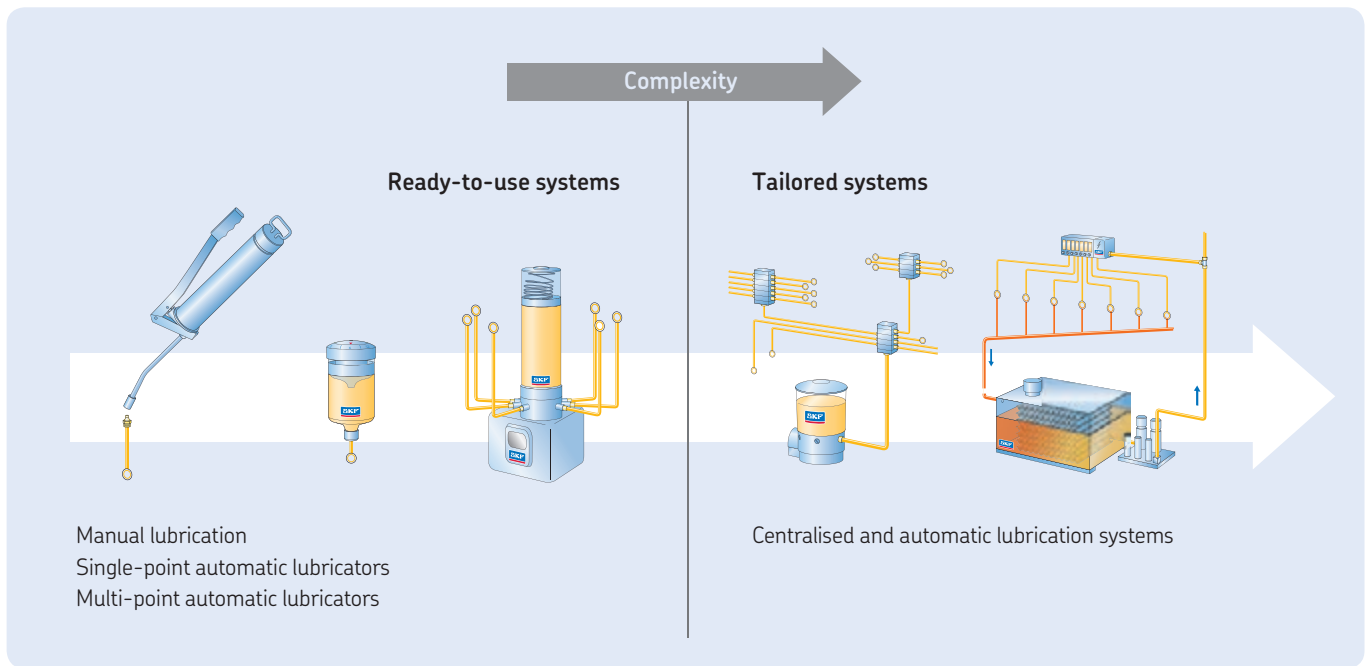 Complexity
Ready-to-use systems
Tailored systems
SKF
SKF
SKF
SKF
SKF
Manual lubrication
Single-point automatic lubricators
Multi-point automatic lubricators
Centralised and automatic lubrication systems